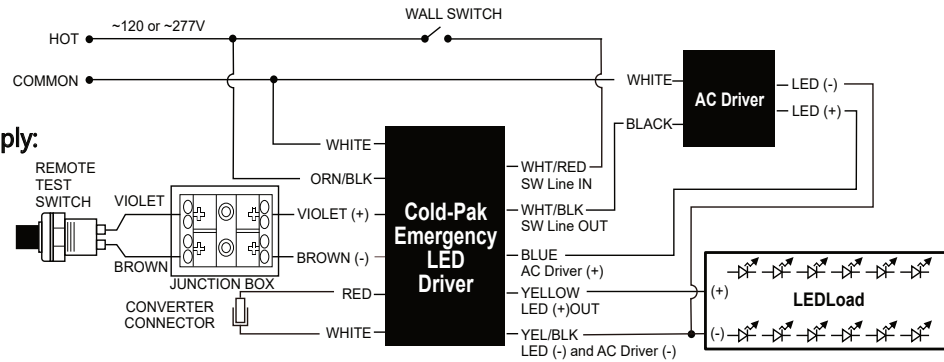 WALL SWITCH
~120 or ~277V
HOT
COMMON
WHITE
AC Driver
LED (-)
LED (+)
BLACK
ply:
REMOTE
TEST
SWITCH
VIOLET
BROWN
JUNCTION BOX
CONVERTER
CONNECTOR
WHITE
ORN/BLK
VIOLET (+)
BROWN (-)
RED
WHITE
Cold-Pak
Emergency
LED
Driver
WHT/RED
SW Line IN
WHT/BLK
SW Line OUT
BLUE
AC Driver (+)
YELLOW
LED (+)OUT
YEL/BLK
LED (-) and AC Driver (-)
(+)
LEDLoad
(-)